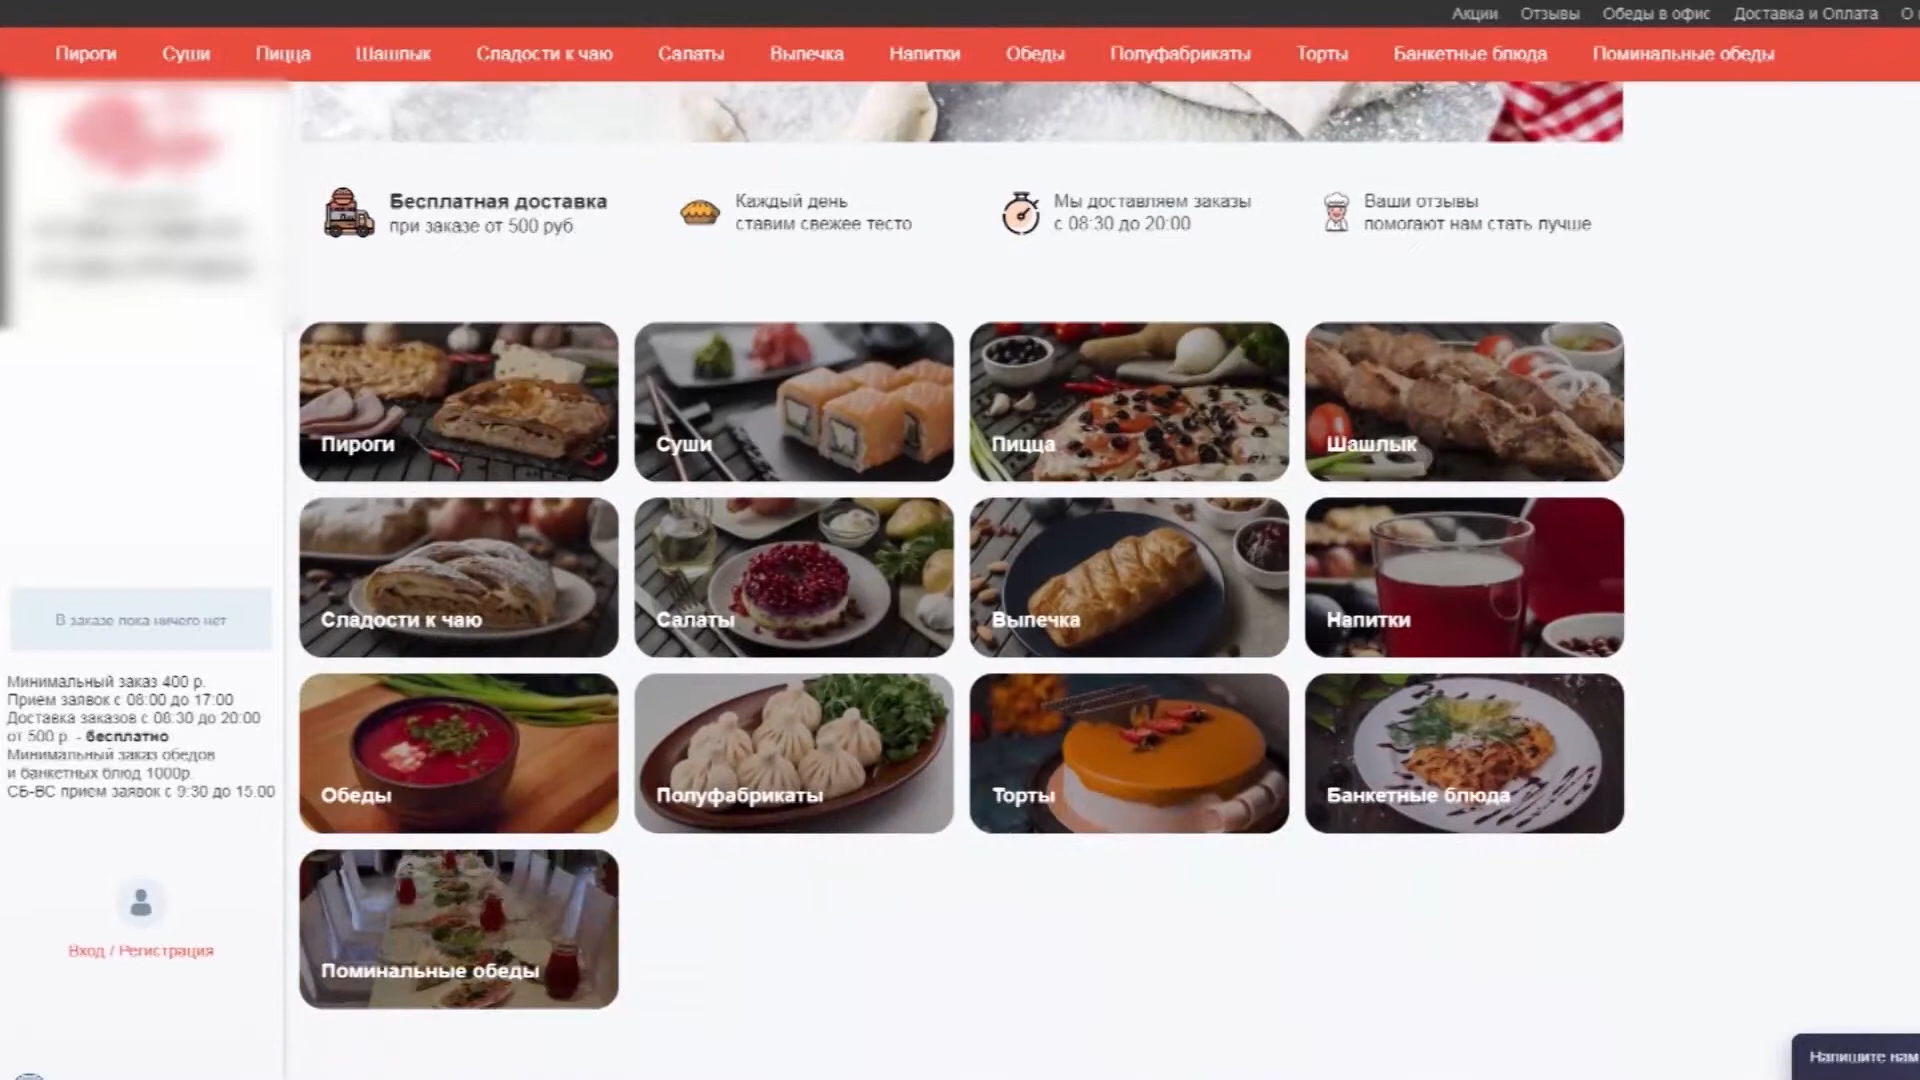 Акции Отзывы Обеды в офис Доставка и Оплата О
Пироги Суши Пицца Шашлык Сладости к чаю Салаты Выпечка Напитки Обеды Полуфабрикаты Торты Банкетные блюда Поминальные обеды
Бесплатная доставка
при заказе от 500 руб.
Каждый день
ставим свежее тесто
Мы доставляем заказы
с 08:30 до 20:00
Ваши отзывы
помогают нам стать лучше
Пироги
Суши
Пицца
Шашлык
Сладости к чаю
Салаты
Выпечка
Напитки
Обеды
Полуфабрикаты
Торты
Банкетные блюда
Поминальные обеды
В заказе пока ничего нет
Минимальный заказ 400 р.
Прием заявок с 08:00 до 17:00
Доставка заказов с 08:30 до 20:00
от 500 р. - бесплатно
Минимальный заказ обедов
и банкетных блюд 1000р.
СБ-ВС прием заявок с 9:30 до 15.00
Вход / Регистрация
Напишите нам